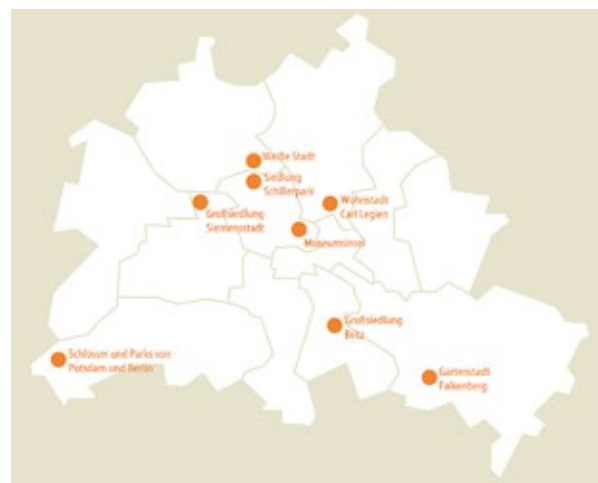 Weiße Stadt
Siedlung
Schillerpark
Wohnstadt
Carl Legien
Großsiedlung
Siemensstadt
Museumsinsel
Großsiedlung
Britz
Schlösser und Parks von
Potsdam und Berlin
Gartenstadt
Falkenberg